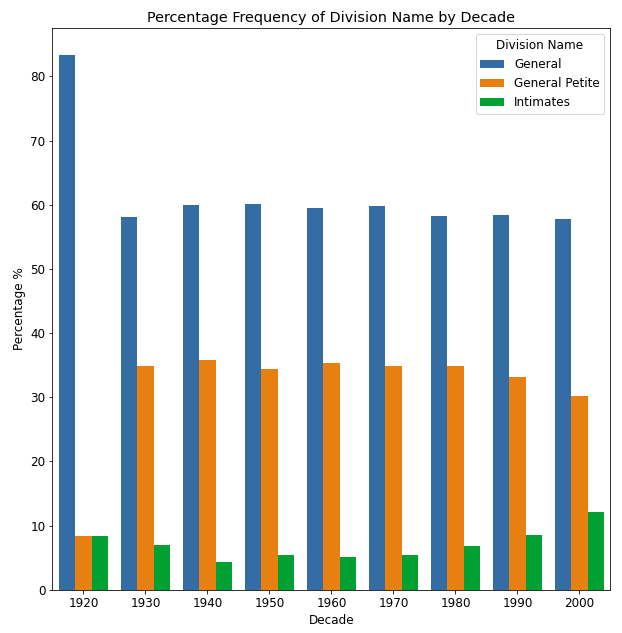 Percentage Frequency of Division Name by Decade
Division Name
General
General Petite
Intimates
Percentage %
80
70
60
50
40
30
20
10
0
1920 1930 1940 1950 1960 1970 1980 1990 2000
Decade